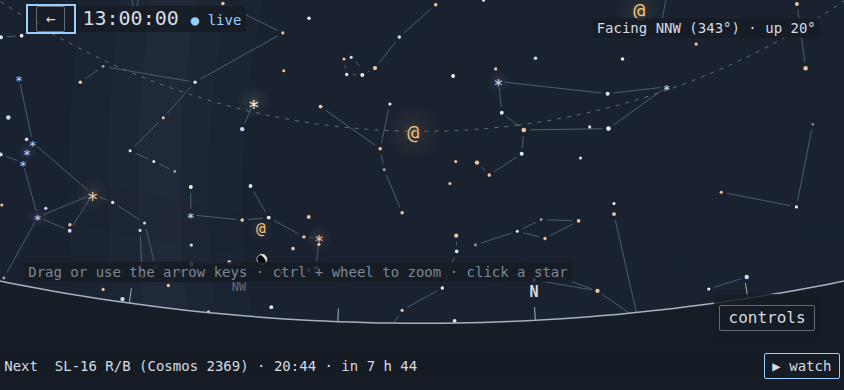 ← 13:00:00 ● live
Facing NNW (343°) · up 20°
Drag or use the arrow keys · ctrl + wheel to zoom · click a star
NW
N
controls
Next SL-16 R/B (Cosmos 2369) · 20:44 · in 7 h 44
▶ watch